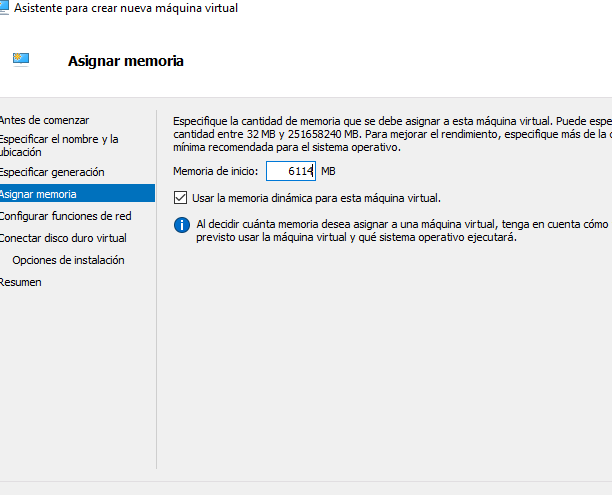 Asistente para crear nueva máquina virtual
Asignar memoria
Antes de comenzar
Especificar el nombre y la
ubicación
Especificar generación
Asignar memoria
Configurar funciones de red
Conectar disco duro virtual
Opciones de instalación
Resumen
Especifique la cantidad de memoria que se debe asignar a esta máquina virtual. Puede espe
cantidad entre 32 MB y 251658240 MB. Para mejorar el rendimiento, especifique más de la c
mínima recomendada para el sistema operativo.
Memoria de inicio: 6114 MB
Usar la memoria dinámica para esta máquina virtual.
Al decidir cuánta memoria desea asignar a una máquina virtual, tenga en cuenta cómo
previsto usar la máquina virtual y qué sistema operativo ejecutará.